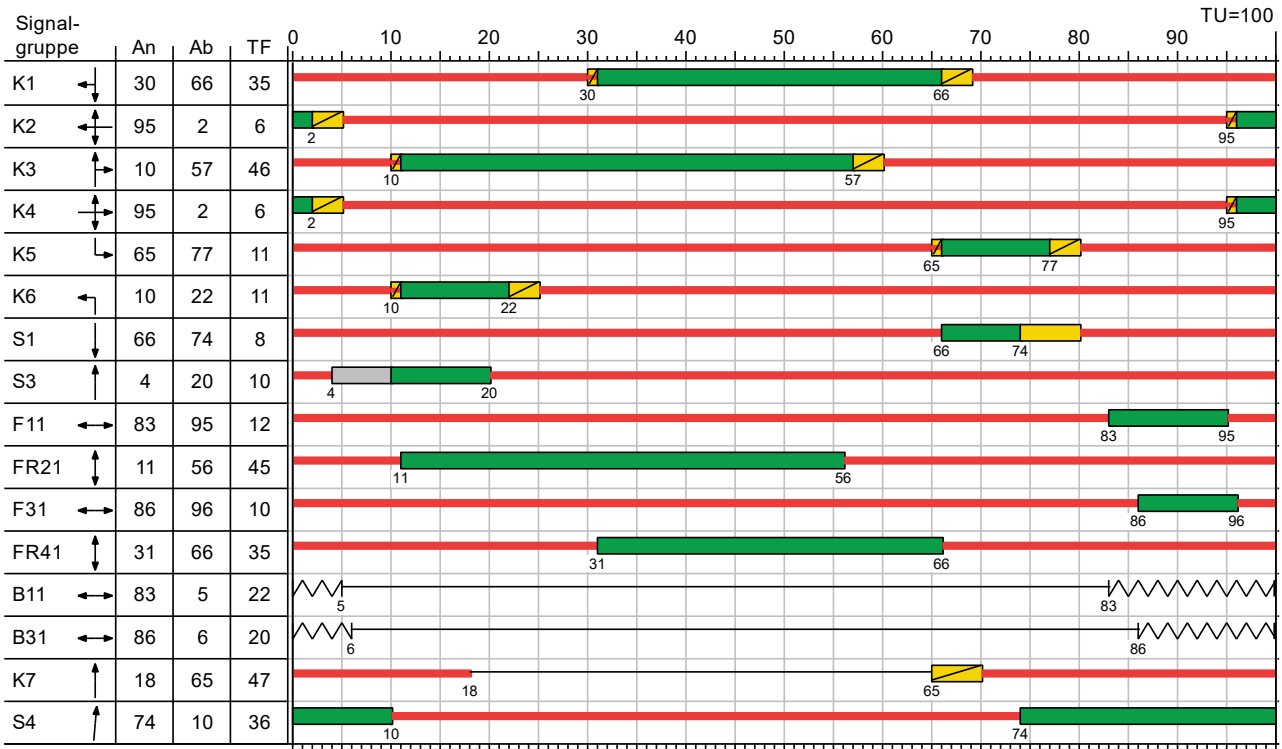 TU=100
Signal-
gruppe An Ab TF 0 10 20 30 40 50 60 70 80 90
K1 30 66 35
30 66
K2 95 2 6
2 95
K3 10 57 46
10 57
K4 95 2 6
2 95
K5 65 77 11
65 77
K6 10 22 11
10 22
S1 66 74 8
66 74
S3 4 20 10
4 20
F11 83 95 12
83 95
FR21 11 56 45
11 56
F31 86 96 10
86 96
FR41 31 66 35
31 66
B11 83 5 22
5 83
B31 86 6 20
6 86
K7 18 65 47
18 65
S4 74 10 36
10 74